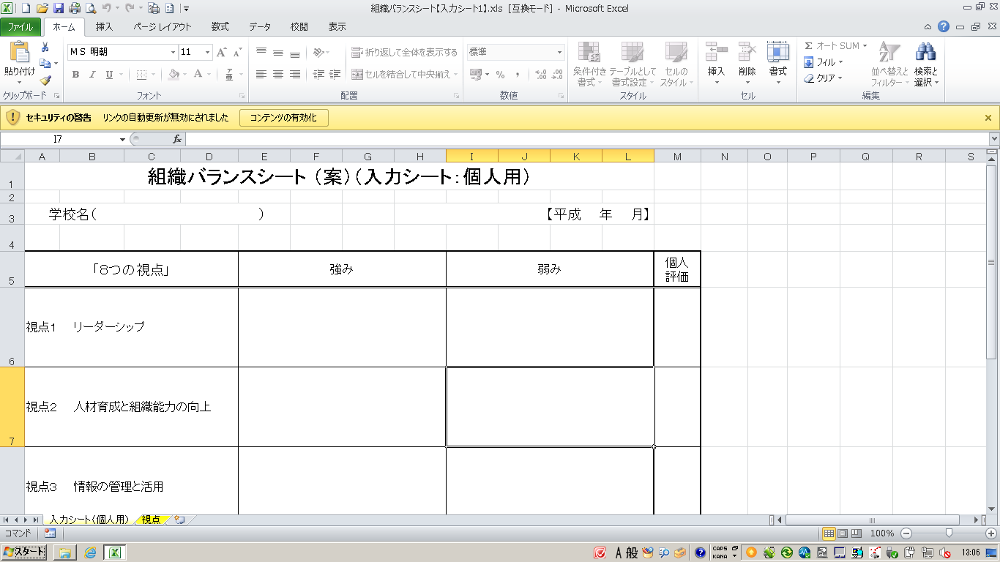 組織バランスシート【入力シート1】.xls [互換モード] - Microsoft Excel
ファイル ホーム 挿入 ページ レイアウト 数式 データ 校閲 表示
貼り付け
クリップボード
ＭＳ 明朝 11
B I U
フォント
折り返して全体を表示する
セルを結合して中央揃え
配置
標準
%
数値
条件付き書式 テーブルとして書式設定 セルのスタイル
スタイル
挿入 削除 書式
セル
Σ オート SUM
フィル
クリア
並べ替えとフィルター 検索と選択
編集
セキュリティの警告 リンクの自動更新が無効にされました コンテンツの有効化
I7 fx
A B C D E F G H I J K L M N O P Q R S
1 組織バランスシート（案）（入力シート：個人用）
2
3 学校名（ ） 【平成 年 月】
4
5 「８つの視点」 強み 弱み 個人評価
6 視点１ リーダーシップ
7 視点２ 人材育成と組織能力の向上
視点３ 情報の管理と活用
入力シート（個人用） 視点
コマンド 100%
スタート A 般 CAPS KANA 13:06